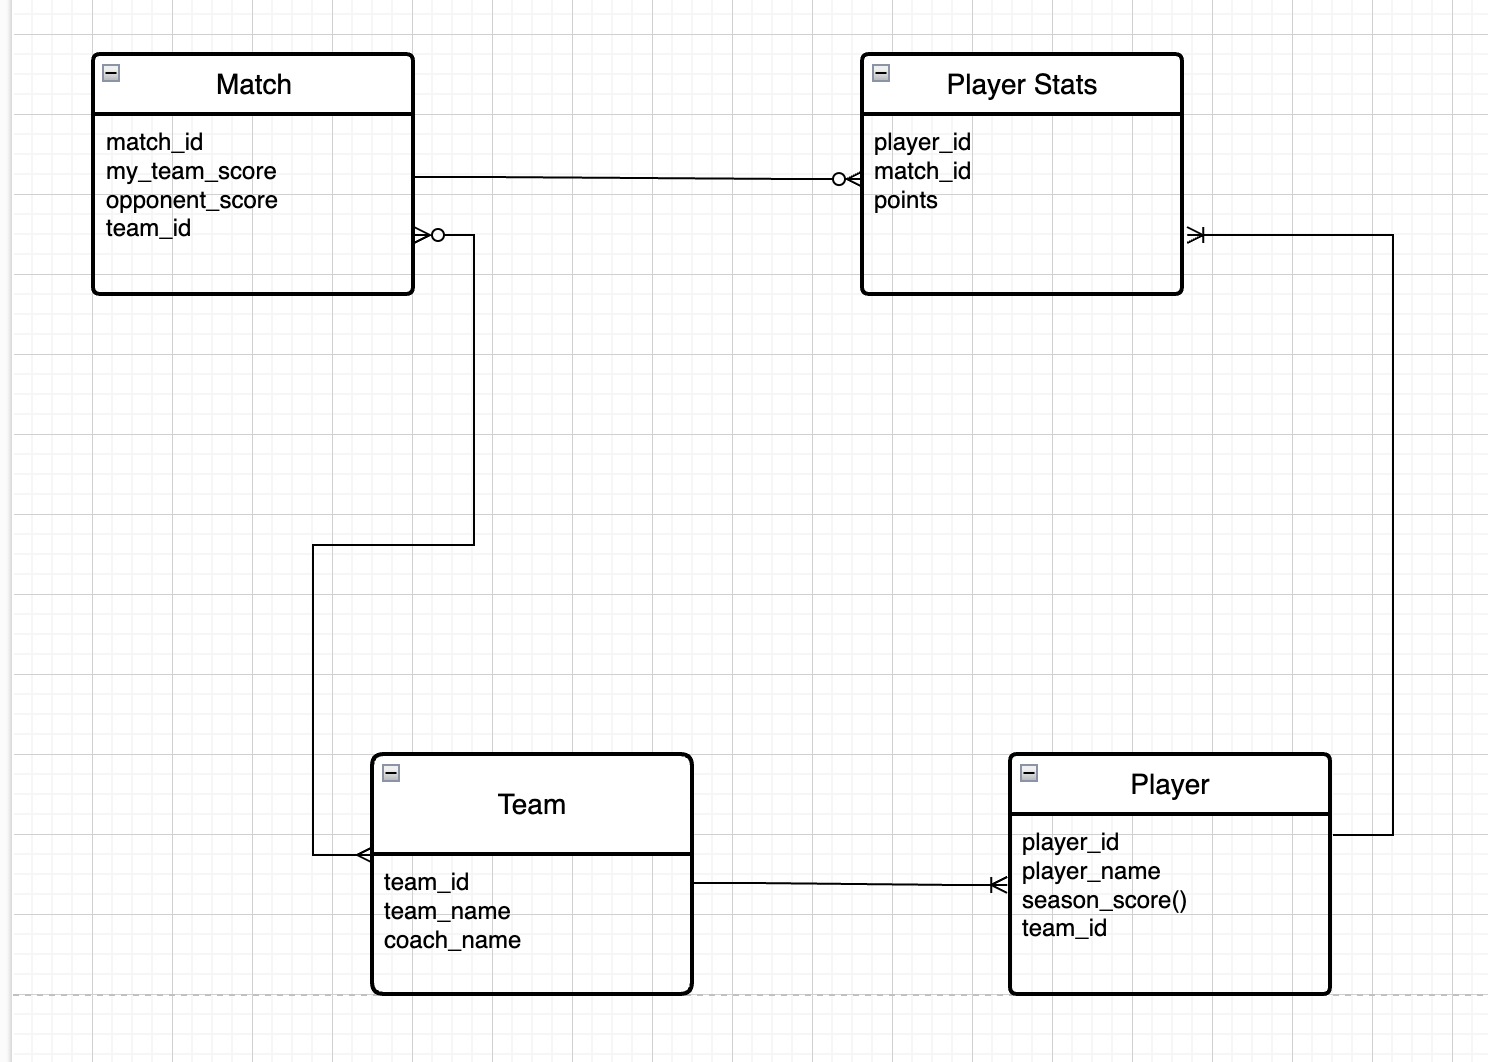 Match
match_id
my_team_score
opponent_score
team_id
Player Stats
player_id
match_id
points
Team
team_id
team_name
coach_name
Player
player_id
player_name
season_score()
team_id